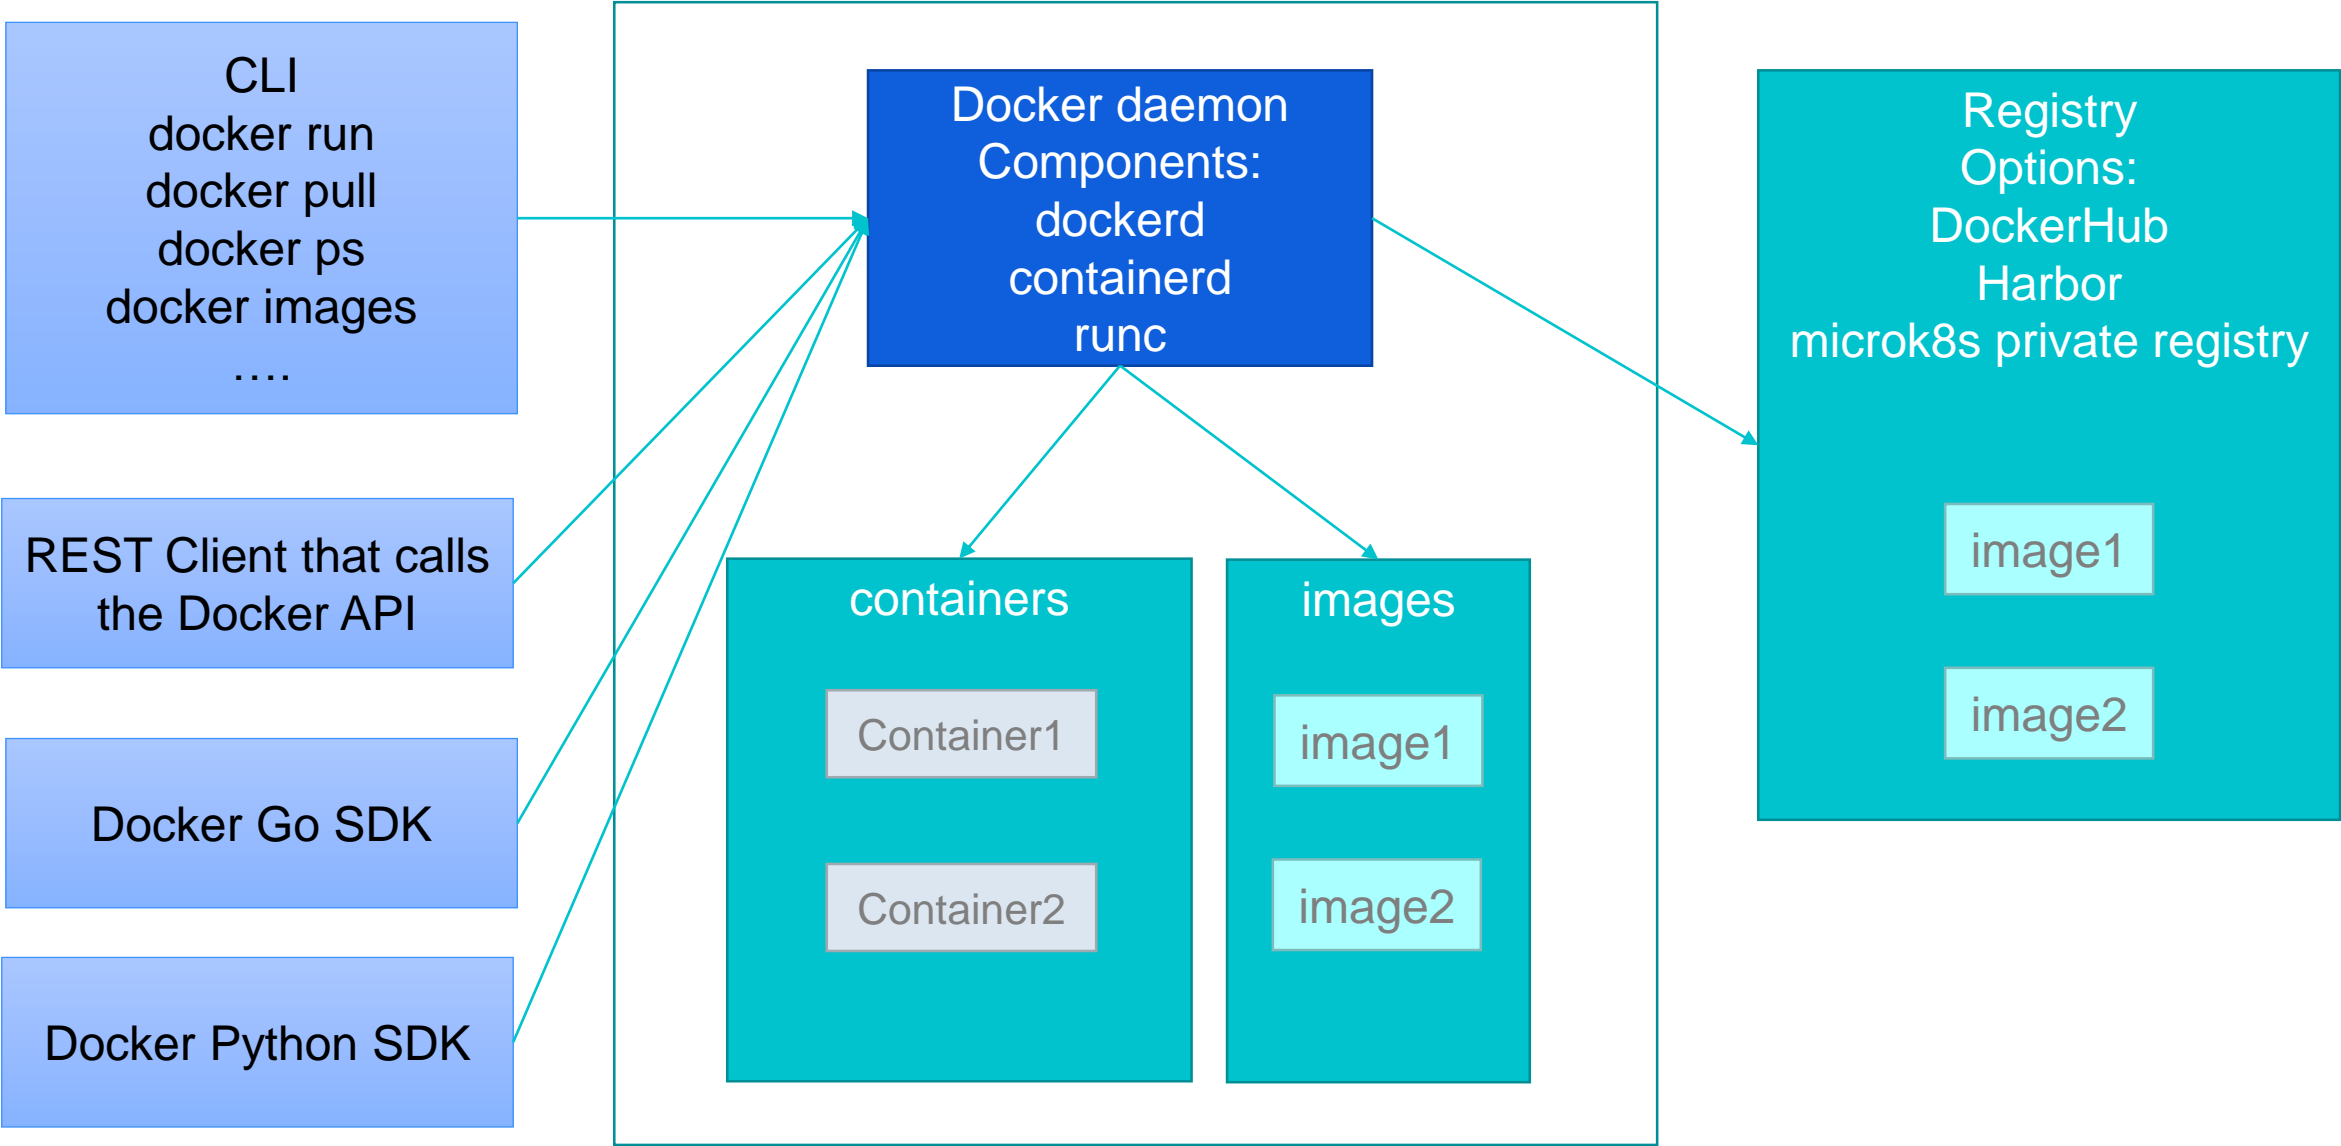 CLI
docker run
docker pull
docker ps
docker images
....
REST Client that calls
the Docker API
Docker Go SDK
Docker Python SDK
Docker daemon
Components:
dockerd
containerd
runc
containers
Container1
Container2
images
image1
image2
Registry
Options:
DockerHub
Harbor
microk8s private registry
image1
image2